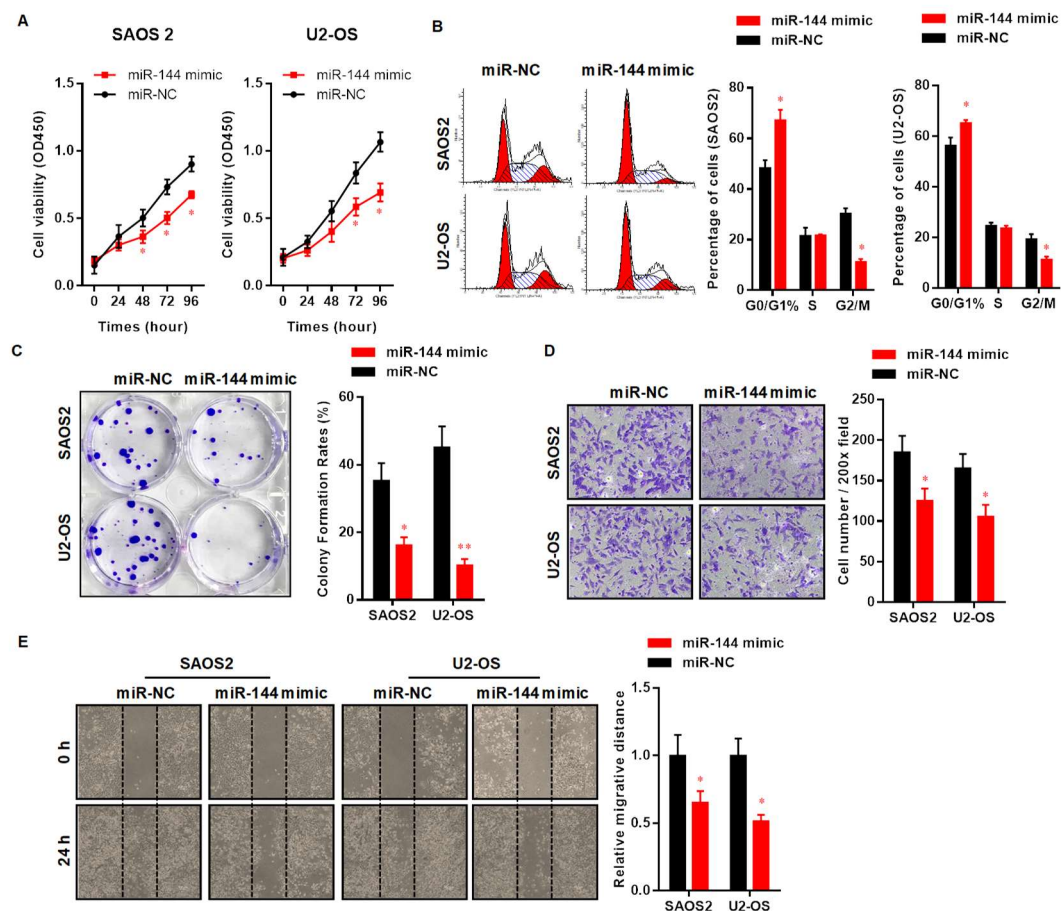 A
SAOS 2
U2-OS
miR-144 mimic
miR-NC
miR-144 mimic
miR-NC
Cell viability (OD450)
1.5
1.0
0.5
0.0
0 24 48 72 96
Times (hour)
*
*
*
Cell viability (OD450)
1.5
1.0
0.5
0.0
0 24 48 72 96
Times (hour)
*
*
B
miR-NC
miR-144 mimic
SAOS2
U2-OS
miR-144 mimic
miR-NC
Percentage of cells (SAOS2)
80
60
40
20
0
G0/G1% S G2/M
*
*
miR-144 mimic
miR-NC
Percentage of cells (U2-OS)
80
60
40
20
0
G0/G1% S G2/M
*
*
C
miR-NC
miR-144 mimic
SAOS2
U2-OS
miR-144 mimic
miR-NC
Colony Formation Rates (%)
60
40
20
0
SAOS2 U2-OS
*
**
D
miR-NC
miR-144 mimic
SAOS2
U2-OS
miR-144 mimic
miR-NC
Cell number / 200x field
250
200
150
100
50
0
SAOS2 U2-OS
*
*
E
SAOS2
U2-OS
miR-NC
miR-144 mimic
miR-NC
miR-144 mimic
0 h
24 h
miR-144 mimic
miR-NC
Relative migrative distance
1.5
1.0
0.5
0.0
SAOS2 U2-OS
*
*